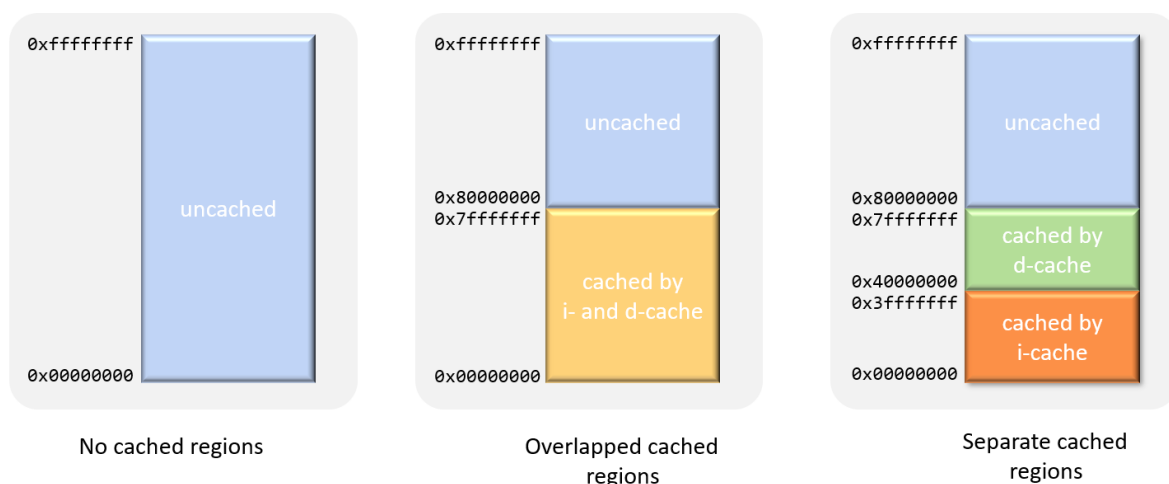 0xffffffff
uncached
0x00000000
No cached regions
0xffffffff
uncached
0x80000000
0x7fffffff
cached by
i- and d-cache
0x00000000
Overlapped cached
regions
0xffffffff
uncached
0x80000000
0x7fffffff
cached by
d-cache
0x40000000
0x3fffffff
cached by
i-cache
0x00000000
Separate cached
regions